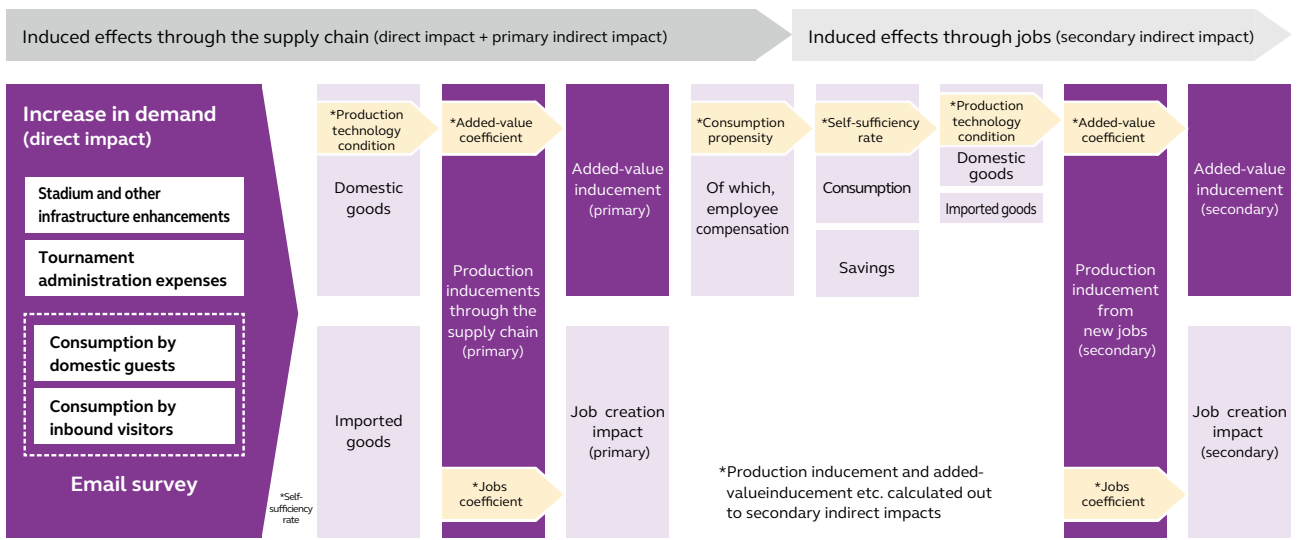 Induced effects through the supply chain (direct impact + primary indirect impact)
Induced effects through jobs (secondary indirect impact)
Increase in demand
(direct impact)
Stadium and other
infrastructure enhancements
Tournament
administration expenses
Consumption by
domestic guests
Consumption by
inbound visitors
Email survey
*Self-
sufficiency
rate
*Production
technology
condition
Domestic
goods
Imported
goods
*Added-value
coefficient
Production
inducements
through the
supply chain
(primary)
*Jobs
coefficient
Added-value
inducement
(primary)
Job creation
impact
(primary)
*Consumption
propensity
Of which,
employee
compensation
*Self-sufficiency
rate
Consumption
Savings
*Production
technology
condition
Domestic
goods
Imported goods
*Production inducement and added-
valueinducement etc. calculated out
to secondary indirect impacts
*Added-value
coefficient
Production
inducement
from
new jobs
(secondary)
*Jobs
coefficient
Added-value
inducement
(secondary)
Job creation
impact
(secondary)